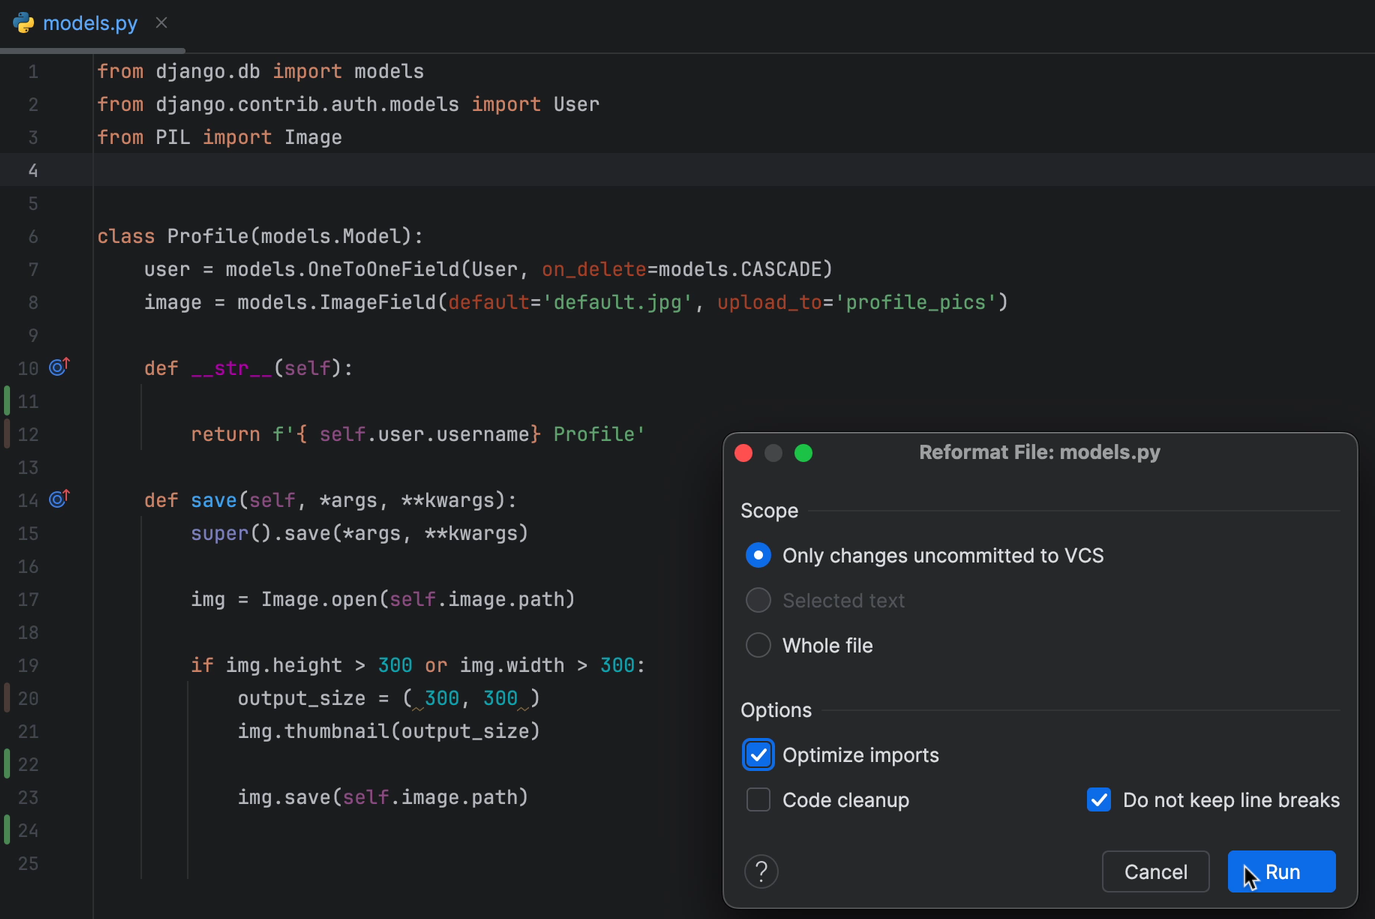 models.py
1 from django.db import models
2 from django.contrib.auth.models import User
3 from PIL import Image
4
5
6 class Profile(models.Model):
7     user = models.OneToOneField(User, on_delete=models.CASCADE)
8     image = models.ImageField(default='default.jpg', upload_to='profile_pics')
9
10     def __str__(self):
11
12         return f'{ self.user.username} Profile'
13
14     def save(self, *args, **kwargs):
15         super().save(*args, **kwargs)
16
17         img = Image.open(self.image.path)
18
19         if img.height > 300 or img.width > 300:
20             output_size = ( 300, 300 )
21             img.thumbnail(output_size)
22
23             img.save(self.image.path)
24
25
Reformat File: models.py
Scope
Only changes uncommitted to VCS
Selected text
Whole file
Options
Optimize imports
Code cleanup
Do not keep line breaks
?
Cancel
Run